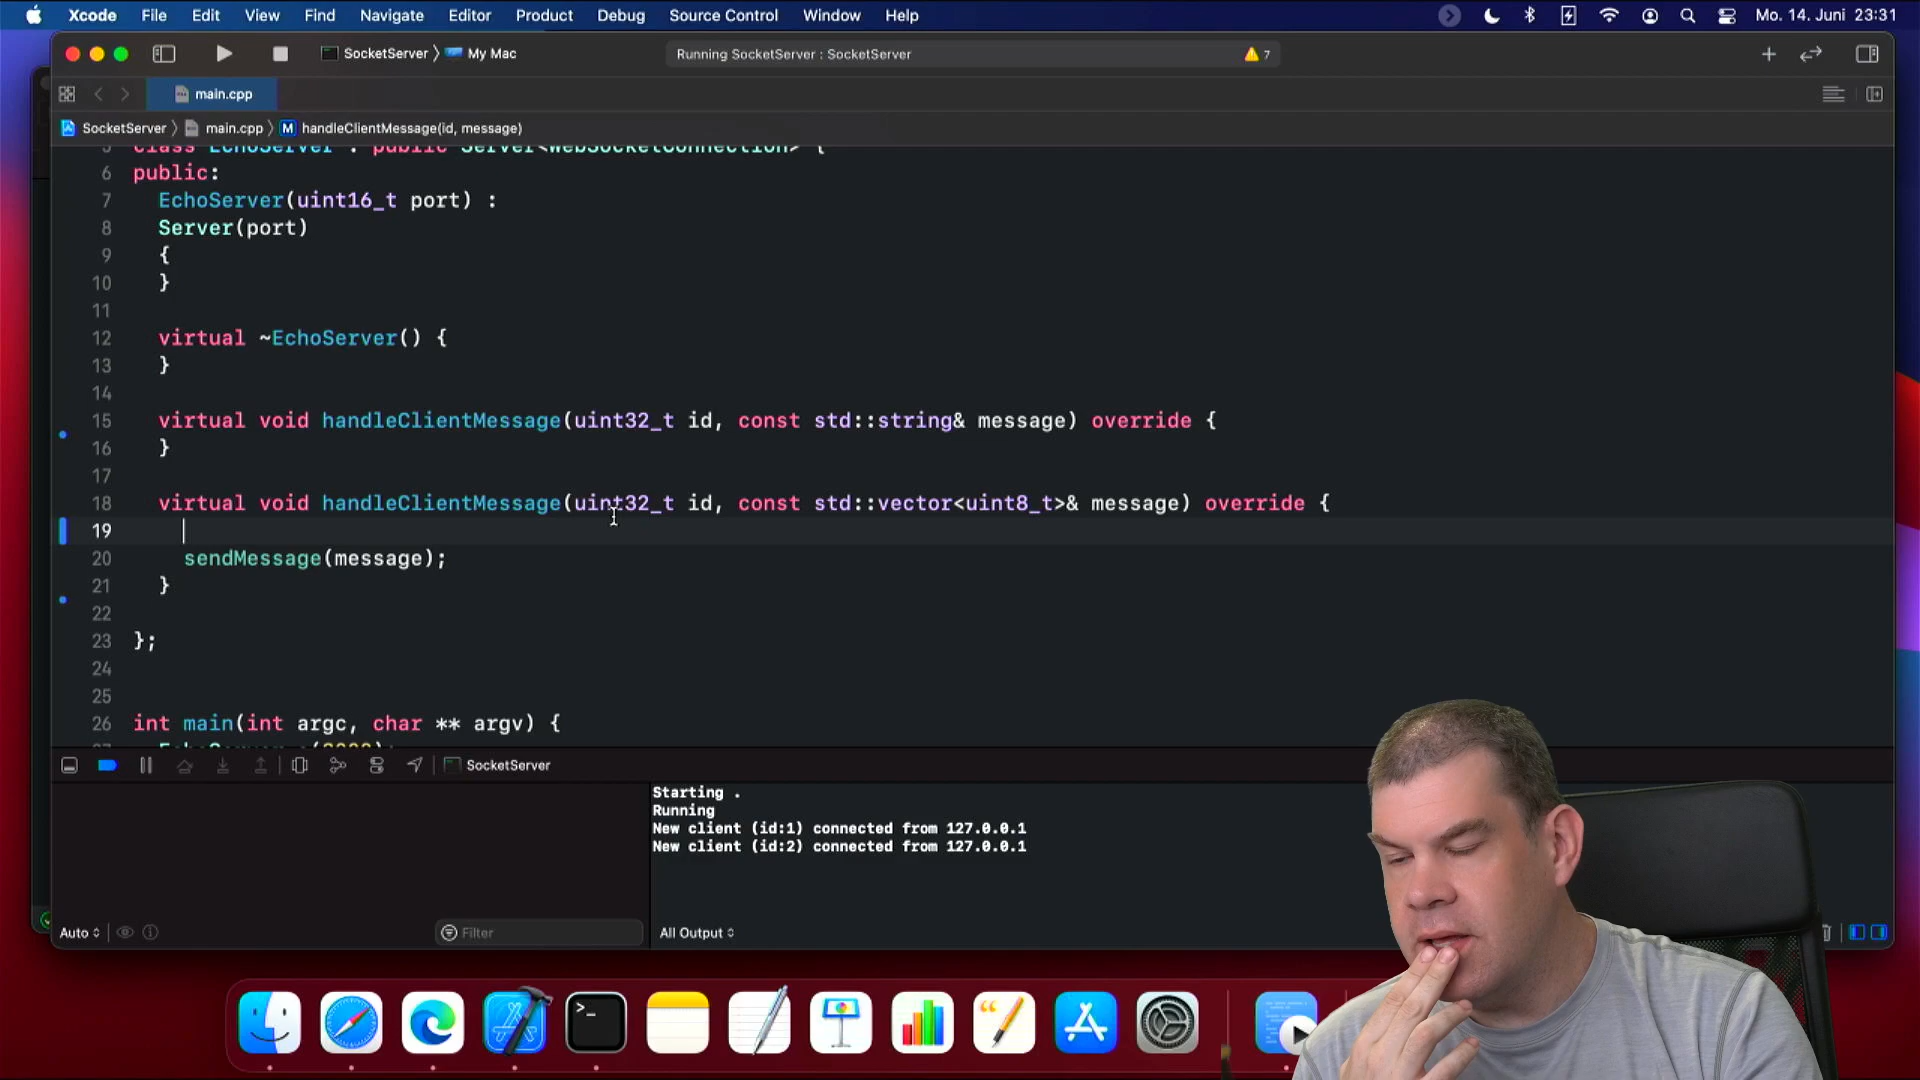 Xcode File Edit View Find Navigate Editor Product Debug Source Control Window Help Mo. 14. Juni 23:31
SocketServer 〉 My Mac Running SocketServer : SocketServer 7
main.cpp
SocketServer 〉 main.cpp 〉 M handleClientMessage(id, message)
5 class EchoServer : public Server<WebSocketConnection> {
6 public:
7 EchoServer(uint16_t port) :
8 Server(port)
9 {
10 }
11
12 virtual ~EchoServer() {
13 }
14
15 virtual void handleClientMessage(uint32_t id, const std::string& message) override {
16 }
17
18 virtual void handleClientMessage(uint32_t id, const std::vector<uint8_t>& message) override {
19
20 sendMessage(message);
21 }
22
23 };
24
25
26 int main(int argc, char ** argv) {
SocketServer
Starting .
Running
New client (id:1) connected from 127.0.0.1
New client (id:2) connected from 127.0.0.1
Auto Filter All Output